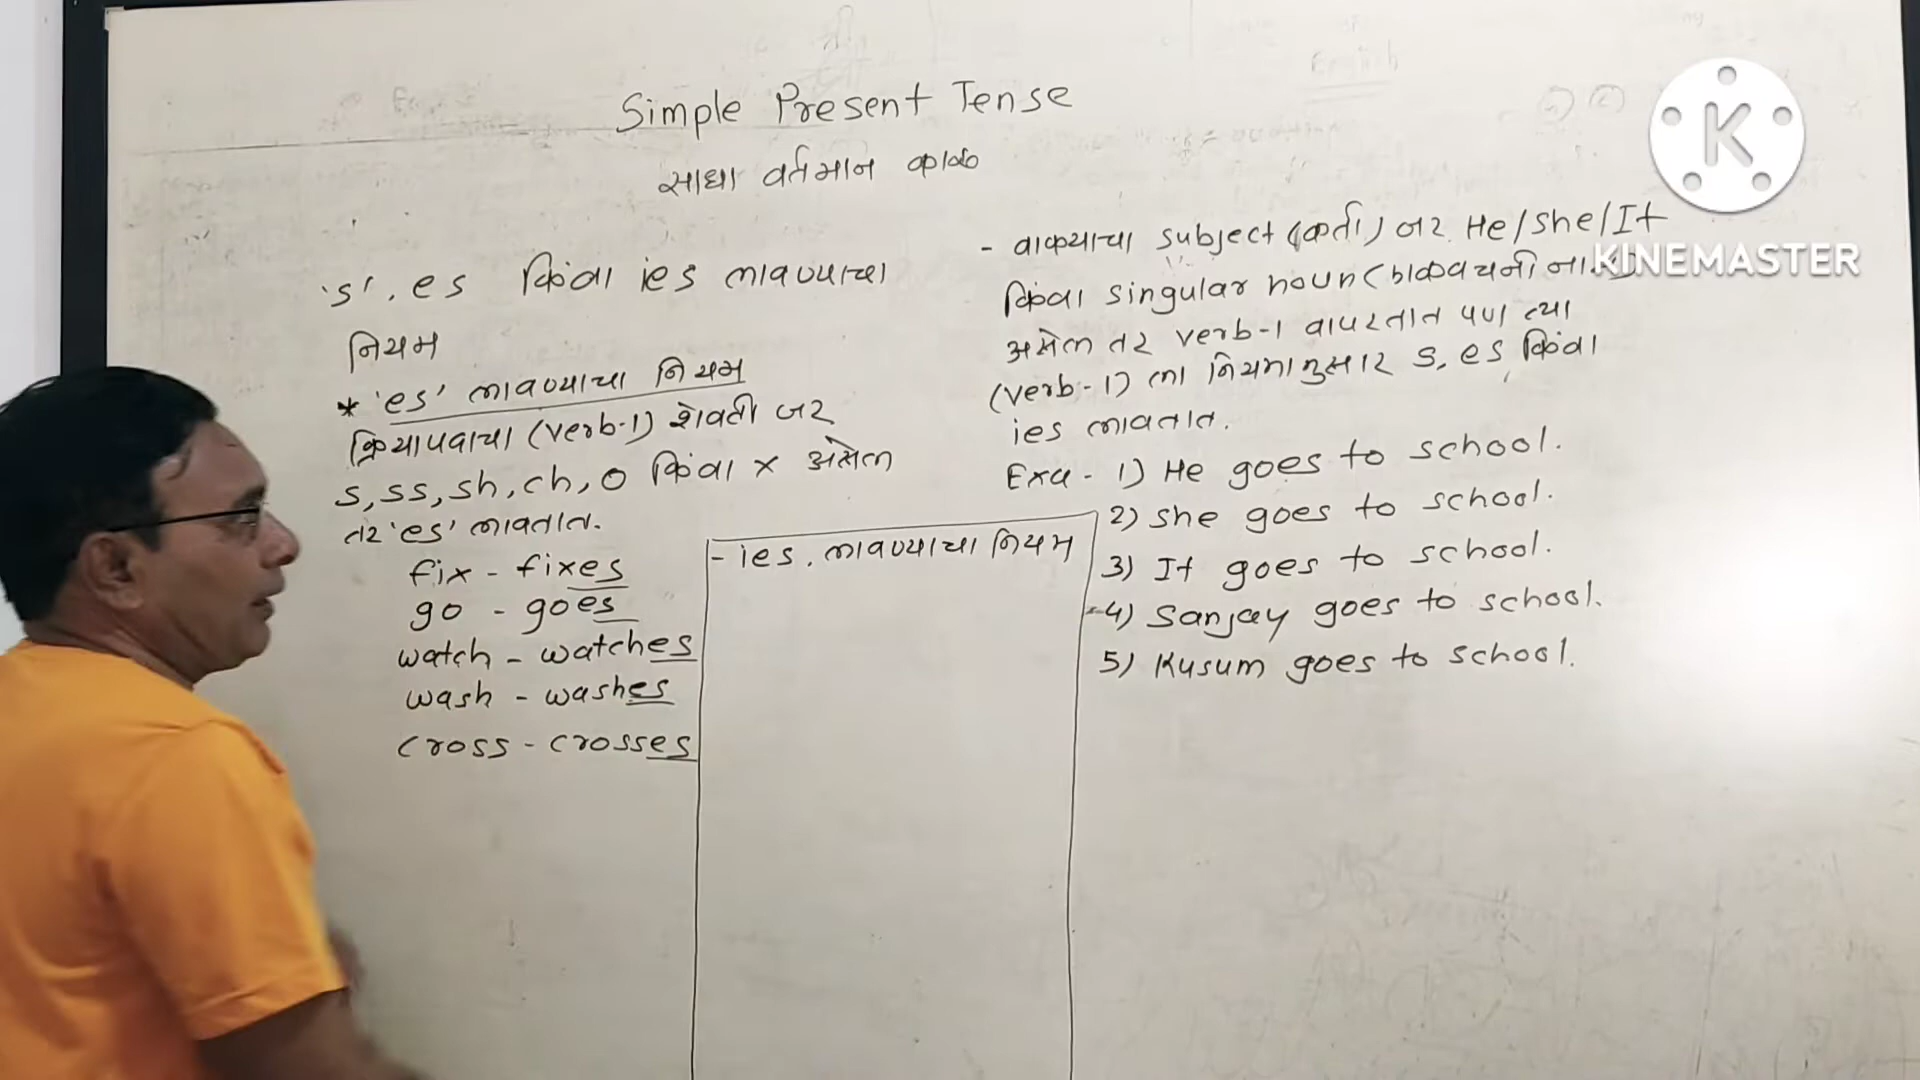 Simple Present Tense
साधा वर्तमान काळ
's', es किंवा ies लावण्याचा
नियम
* 'es' लावण्याचा नियम
क्रियापदाचा (verb-1) शेवटी जर
s, ss, sh, ch, o किंवा x असेल
तर 'es' लावतात.
fix - fixes
go - goes
watch - watches
wash - washes
cross - crosses
- ies. लावण्याचा नियम
- वाक्याचा subject (कर्ता) जर He/She/It
किंवा singular noun (एकवचनी
असेल तर verb-1 वापरतात पण त्या
(verb-1) ला नियमानुसार s, es किंवा
ies लावतात.
Exa - 1) He goes to school.
2) She goes to school.
3) It goes to school.
4) Sanjay goes to school.
5) Kusum goes to school.
K
KINEMASTER